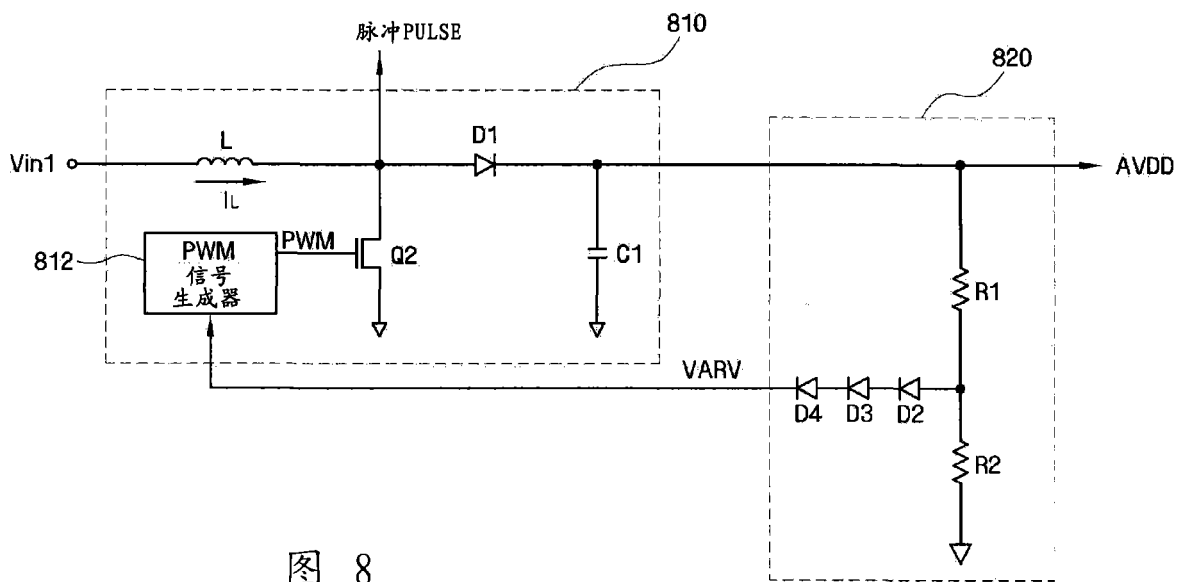 脉冲PULSE
810
820
L
D1
Vin1
AVDD
IL
PWM
812
PWM
信号
生成器
Q2
C1
R1
VARV
D4
D3
D2
R2
图 8